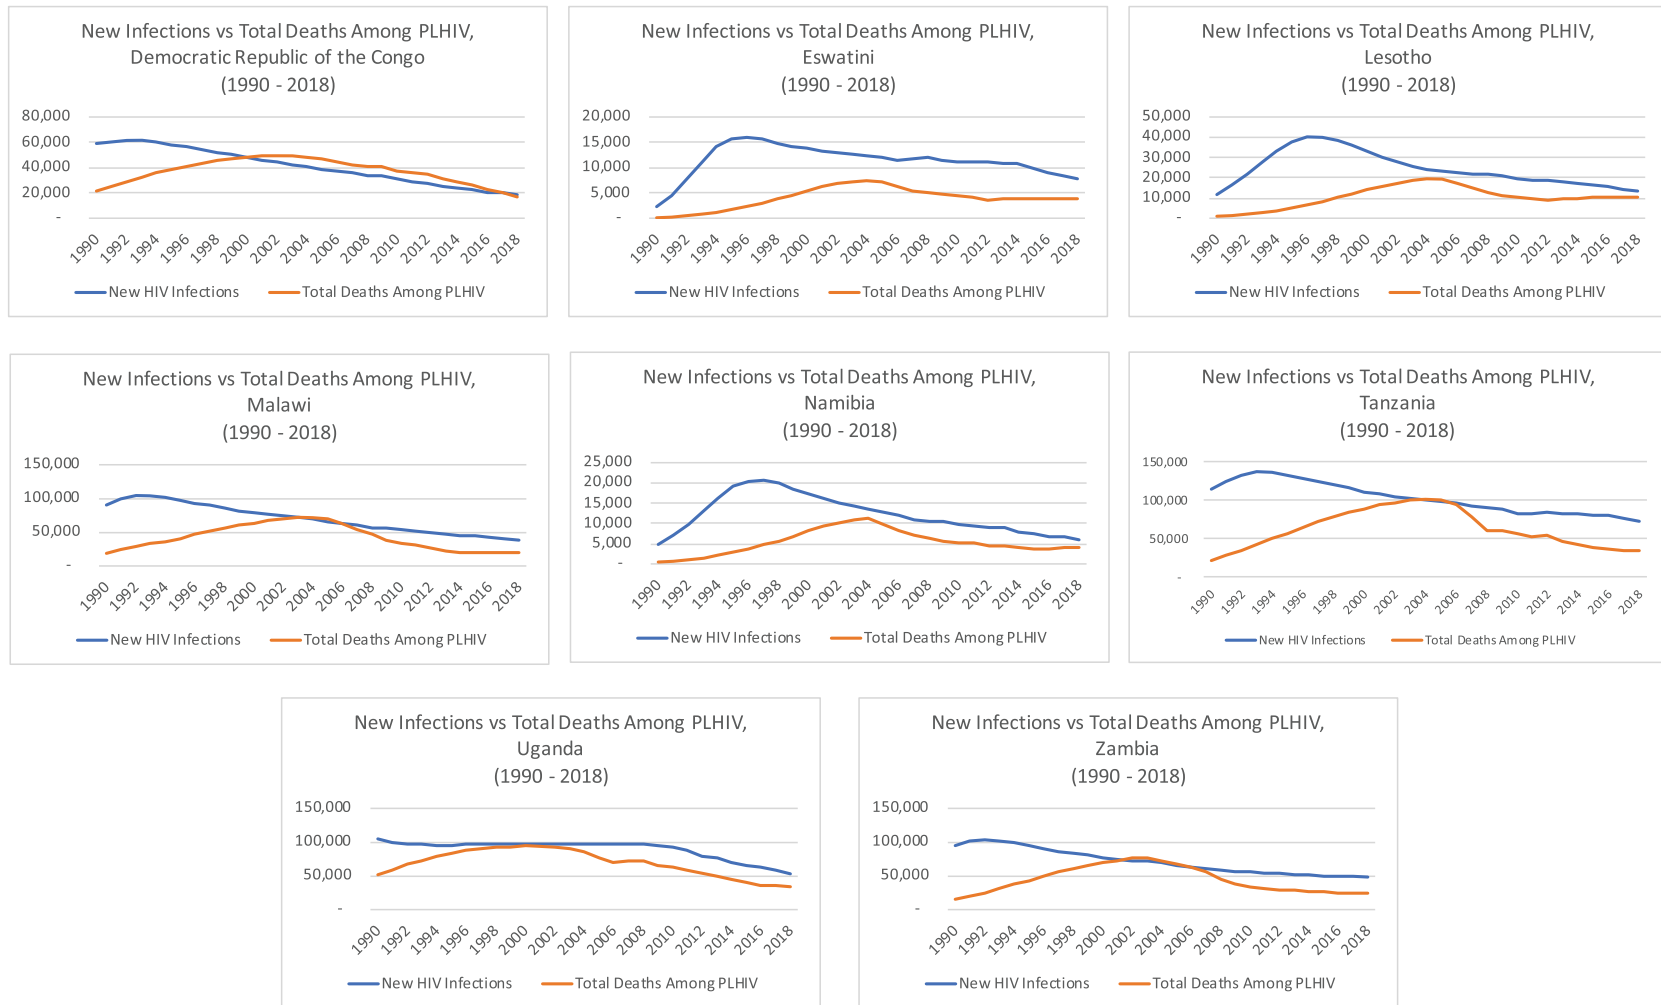 New Infections vs Total Deaths Among PLHIV,
Democratic Republic of the Congo
(1990 - 2018)
80,000
60,000
40,000
20,000
-
1990 1992 1994 1996 1998 2000 2002 2004 2006 2008 2010 2012 2014 2016 2018
New HIV Infections Total Deaths Among PLHIV
New Infections vs Total Deaths Among PLHIV,
Eswatini
(1990 - 2018)
20,000
15,000
10,000
5,000
-
1990 1992 1994 1996 1998 2000 2002 2004 2006 2008 2010 2012 2014 2016 2018
New HIV Infections Total Deaths Among PLHIV
New Infections vs Total Deaths Among PLHIV,
Lesotho
(1990 - 2018)
50,000
40,000
30,000
20,000
10,000
-
1990 1992 1994 1996 1998 2000 2002 2004 2006 2008 2010 2012 2014 2016 2018
New HIV Infections Total Deaths Among PLHIV
New Infections vs Total Deaths Among PLHIV,
Malawi
(1990 - 2018)
150,000
100,000
50,000
-
1990 1992 1994 1996 1998 2000 2002 2004 2006 2008 2010 2012 2014 2016 2018
New HIV Infections Total Deaths Among PLHIV
New Infections vs Total Deaths Among PLHIV,
Namibia
(1990 - 2018)
25,000
20,000
15,000
10,000
5,000
-
1990 1992 1994 1996 1998 2000 2002 2004 2006 2008 2010 2012 2014 2016 2018
New HIV Infections Total Deaths Among PLHIV
New Infections vs Total Deaths Among PLHIV,
Tanzania
(1990 - 2018)
150,000
100,000
50,000
-
1990 1992 1994 1996 1998 2000 2002 2004 2006 2008 2010 2012 2014 2016 2018
New HIV Infections Total Deaths Among PLHIV
New Infections vs Total Deaths Among PLHIV,
Uganda
(1990 - 2018)
150,000
100,000
50,000
-
1990 1992 1994 1996 1998 2000 2002 2004 2006 2008 2010 2012 2014 2016 2018
New HIV Infections Total Deaths Among PLHIV
New Infections vs Total Deaths Among PLHIV,
Zambia
(1990 - 2018)
150,000
100,000
50,000
-
1990 1992 1994 1996 1998 2000 2002 2004 2006 2008 2010 2012 2014 2016 2018
New HIV Infections Total Deaths Among PLHIV